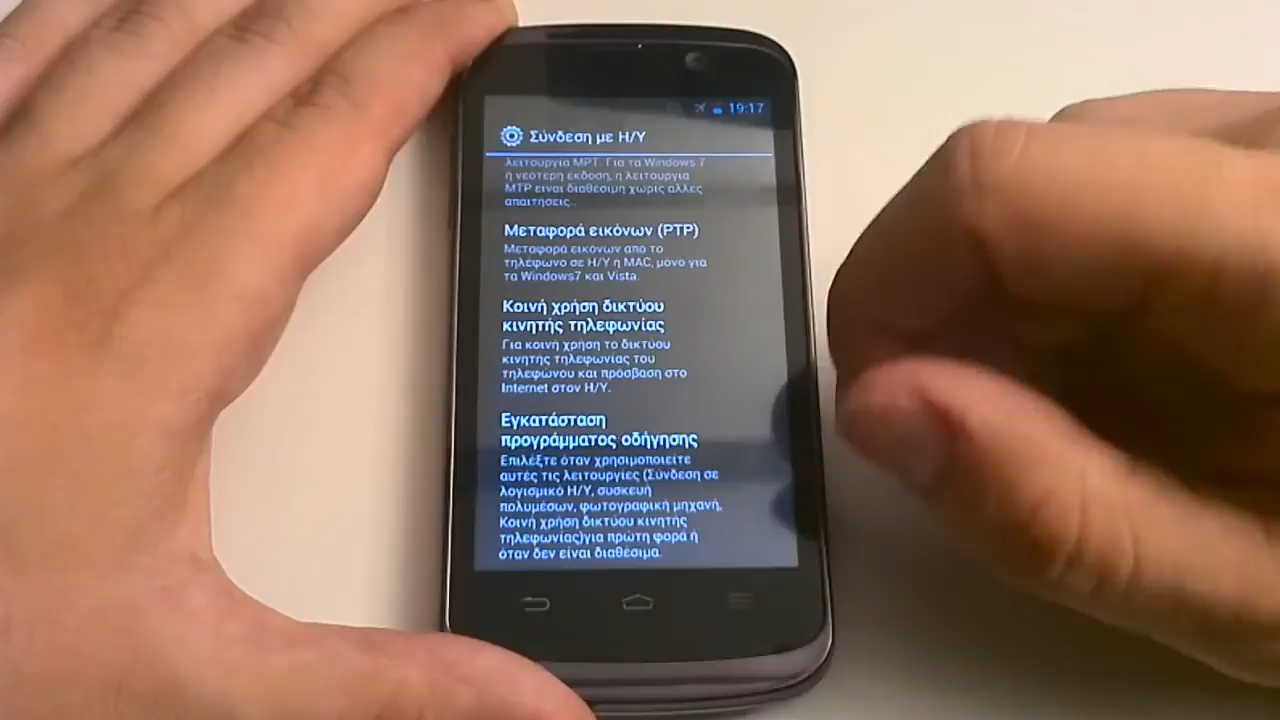 19:17
Σύνδεση με Η/Υ
λειτουργία MPT. Για τα Windows 7
ή νεότερη έκδοση, η λειτουργία
MTP είναι διαθέσιμη χωρίς άλλες
απαιτήσεις..
Μεταφορά εικόνων (PTP)
Μεταφορά εικόνων από το
τηλέφωνο σε Η/Υ ή MAC, μόνο για
τα Windows7 και Vista.
Κοινή χρήση δικτύου
κινητής τηλεφωνίας
Για κοινή χρήση το δικτύου
κινητής τηλεφωνίας του
τηλεφώνου και πρόσβαση στο
Internet στον Η/Υ.
Εγκατάσταση
προγράμματος οδήγησης
Επιλέξτε όταν χρησιμοποιείτε
αυτές τις λειτουργίες (Σύνδεση σε
λογισμικό Η/Υ, συσκευή
πολυμέσων, φωτογραφική μηχανή,
Κοινή χρήση δικτύου κινητής
τηλεφωνίας)για πρώτη φορά ή
όταν δεν είναι διαθέσιμα.